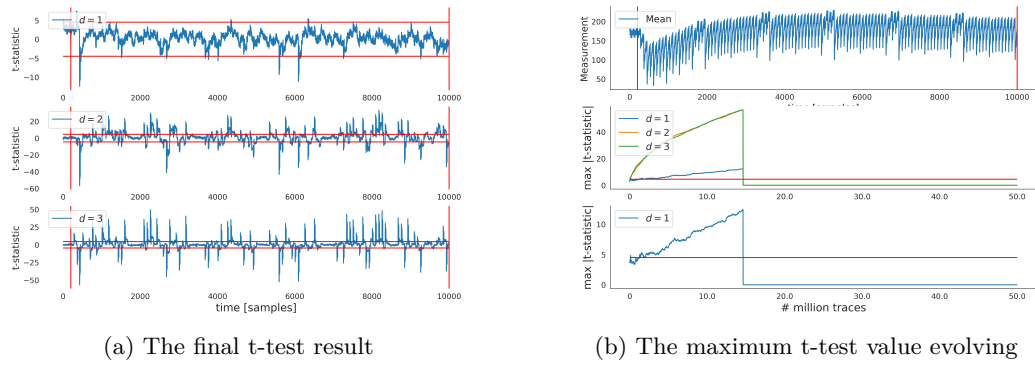 d = 1
t-statistic
5
0
−5
−10
0 2000 4000 6000 8000 10000
d = 2
t-statistic
20
0
−20
−40
−60
0 2000 4000 6000 8000 10000
d = 3
t-statistic
50
25
0
−25
−50
0 2000 4000 6000 8000 10000
time [samples]
(a) The final t-test result
Mean
Measurement
200
150
100
50
0 2000 4000 6000 8000 10000
time [samples]
d = 1
d = 2
d = 3
max |t-statistic|
40
20
0
0.0 10.0 20.0 30.0 40.0 50.0
d = 1
max |t-statistic|
10
5
0
0.0 10.0 20.0 30.0 40.0 50.0
# million traces
(b) The maximum t-test value evolving